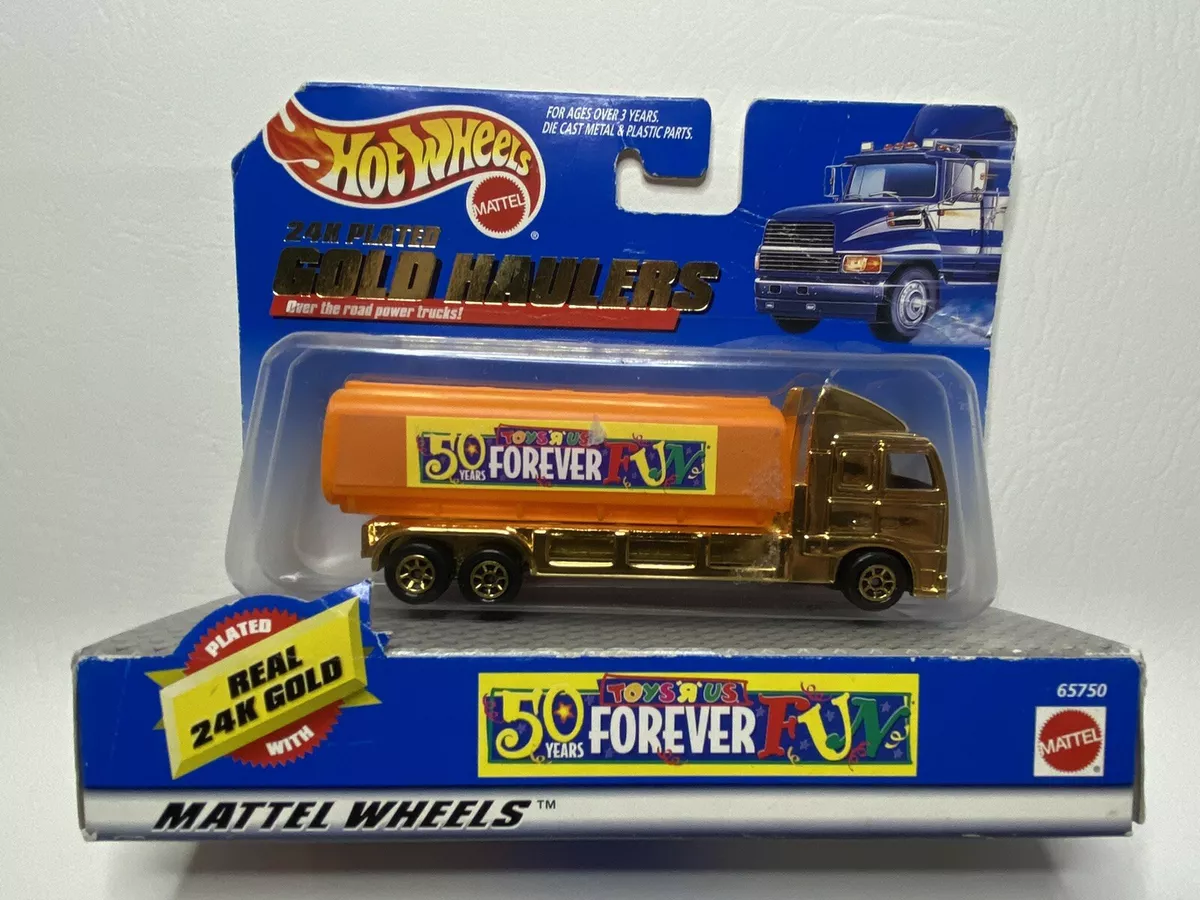 HOT WHEELS
MATTEL
®
FOR AGES OVER 3 YEARS.
DIE CAST METAL & PLASTIC PARTS.
24K PLATED
GOLD HAULERS
Over the road power trucks!
50 YEARS
TOYS "R" US
FOREVER FUN
PLATED
REAL
24K GOLD
WITH
50 YEARS
TOYS "R" US
FOREVER FUN
65750
MATTEL
®
MATTEL WHEELS™